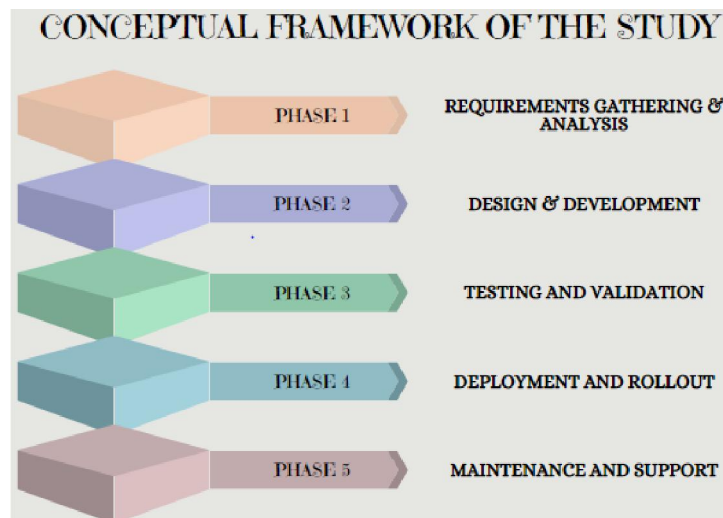 CONCEPTUAL FRAMEWORK OF THE STUDY
PHASE 1
REQUIREMENTS GATHERING &
ANALYSIS
PHASE 2
DESIGN & DEVELOPMENT
PHASE 3
TESTING AND VALIDATION
PHASE 4
DEPLOYMENT AND ROLLOUT
PHASE 5
MAINTENANCE AND SUPPORT